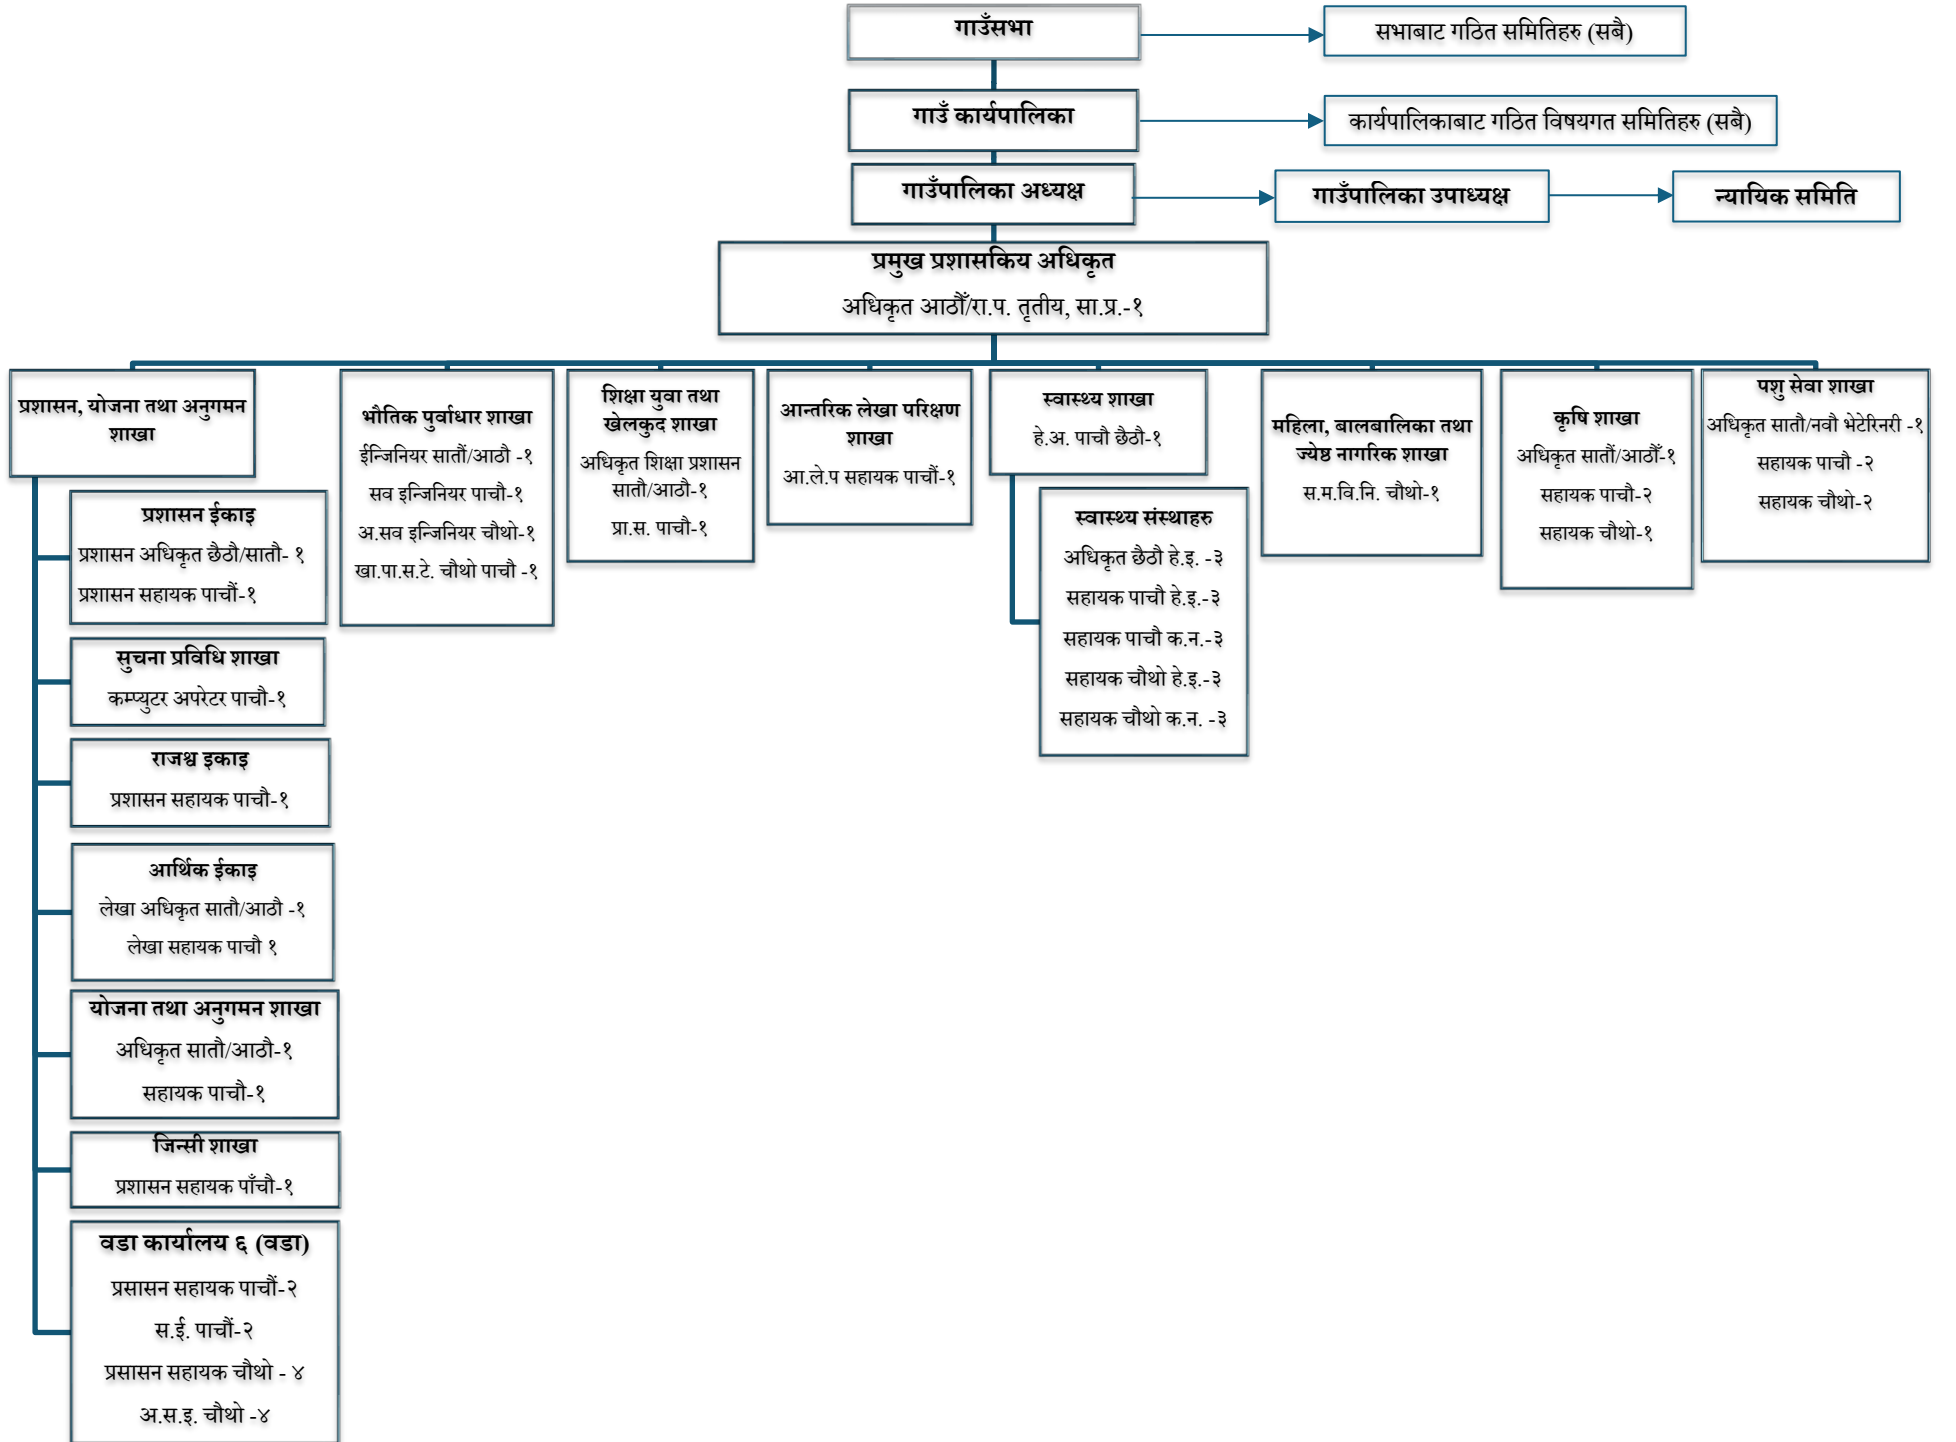 गाउँसभा
सभाबाट गठित समितिहरु (सबै)
गाउँ कार्यपालिका
कार्यपालिकाबाट गठित विषयगत समितिहरु (सबै)
गाउँपालिका अध्यक्ष
गाउँपालिका उपाध्यक्ष
न्यायिक समिति
प्रमुख प्रशासकिय अधिकृत
अधिकृत आठौँ/रा.प. तृतीय, सा.प्र.-१
प्रशासन, योजना तथा अनुगमन
शाखा
प्रशासन ईकाइ
प्रशासन अधिकृत छैठौ/सातौ- १
प्रशासन सहायक पाचौं-१
सुचना प्रविधि शाखा
कम्प्युटर अपरेटर पाचौ-१
राजश्व इकाइ
प्रशासन सहायक पाचौ-१
आर्थिक ईकाइ
लेखा अधिकृत सातौ/आठौ -१
लेखा सहायक पाचौ १
योजना तथा अनुगमन शाखा
अधिकृत सातौ/आठौ-१
सहायक पाचौ-१
जिन्सी शाखा
प्रशासन सहायक पाँचौ-१
वडा कार्यालय ६ (वडा)
प्रसासन सहायक पाचौं-२
स.ई. पाचौं-२
प्रसासन सहायक चौथो - ४
अ.स.इ. चौथो -४
भौतिक पुर्वाधार शाखा
ईन्जिनियर सातौं/आठौ -१
सव इन्जिनियर पाचौ-१
अ.सव इन्जिनियर चौथो-१
खा.पा.स.टे. चौथो पाचौ -१
शिक्षा युवा तथा
खेलकुद शाखा
अधिकृत शिक्षा प्रशासन
सातौ/आठौ-१
प्रा.स. पाचौ-१
आन्तरिक लेखा परिक्षण
शाखा
आ.ले.प सहायक पाचौं-१
स्वास्थ्य शाखा
हे.अ. पाचौ छैठौ-१
स्वास्थ्य संस्थाहरु
अधिकृत छैठौ हे.इ. -३
सहायक पाचौ हे.इ.-३
सहायक पाचौ क.न.-३
सहायक चौथो हे.इ.-३
सहायक चौथो क.न. -३
महिला, बालबालिका तथा
ज्येष्ठ नागरिक शाखा
स.म.वि.नि. चौथो-१
कृषि शाखा
अधिकृत सातौं/आठौँ-१
सहायक पाचौ-२
सहायक चौथो-१
पशु सेवा शाखा
अधिकृत सातौ/नवौ भेटेरिनरी -१
सहायक पाचौ -२
सहायक चौथो-२